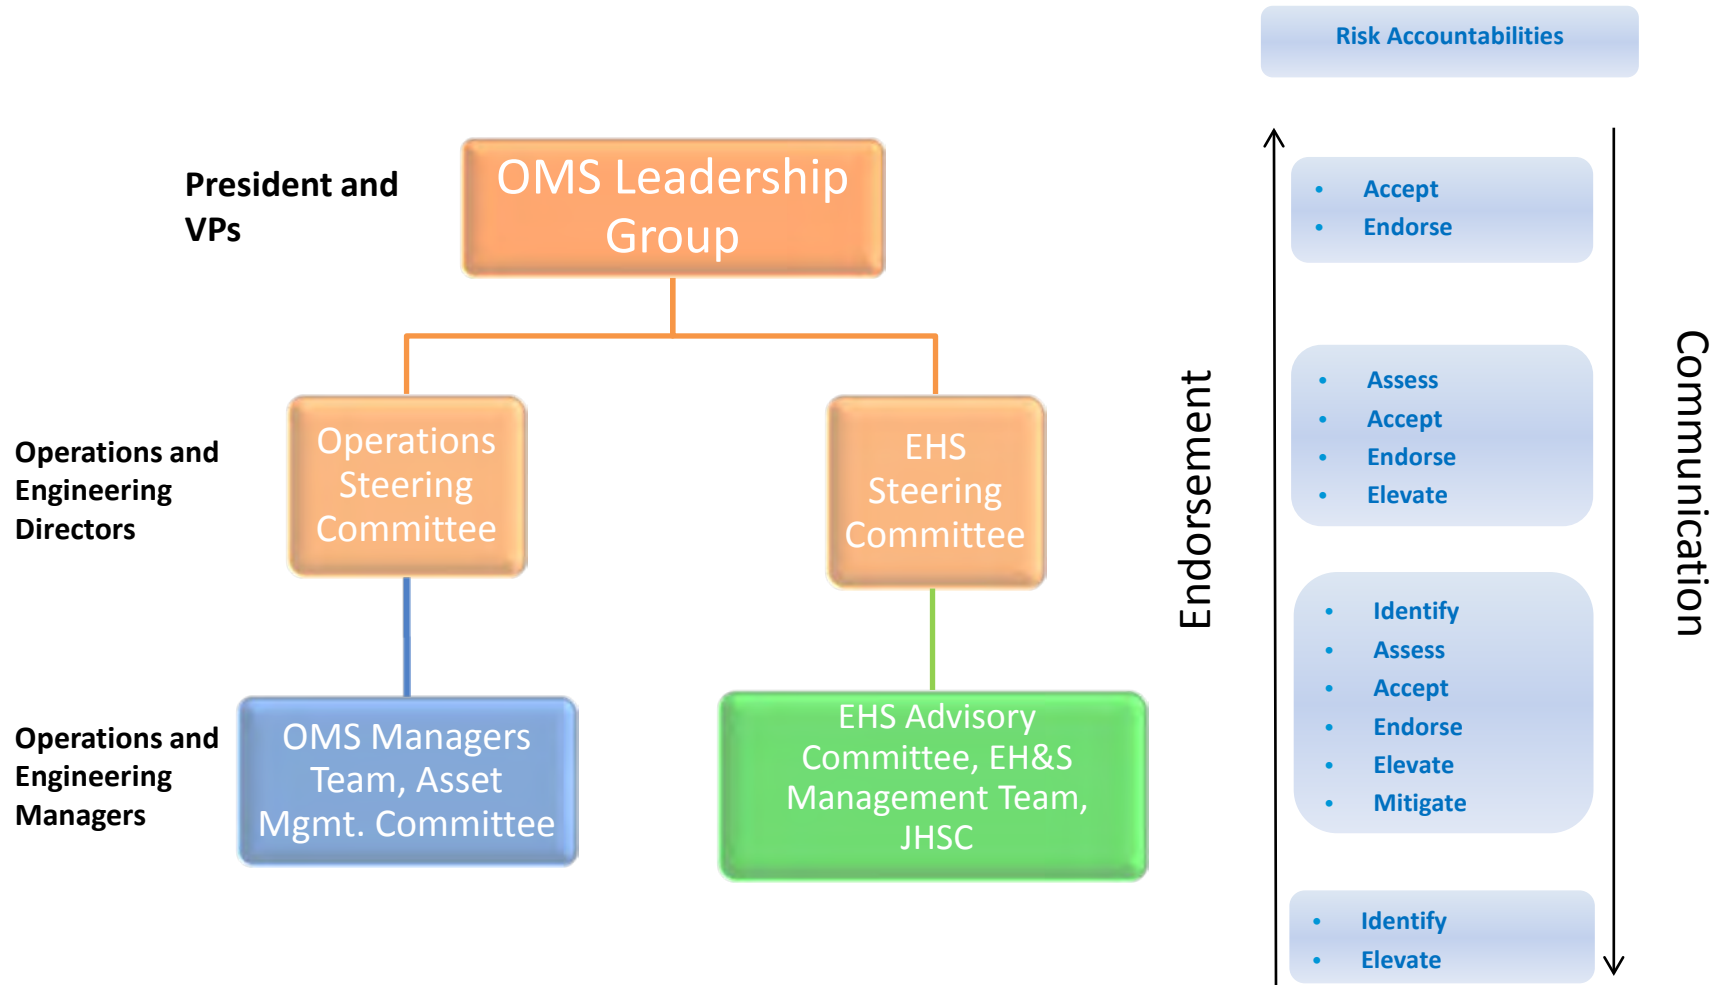 Risk Accountabilities
President and
VPs
OMS Leadership
Group
• Accept
• Endorse
Operations and
Engineering
Directors
Operations
Steering
Committee
EHS
Steering
Committee
Endorsement
• Assess
• Accept
• Endorse
• Elevate
Communication
Operations and
Engineering
Managers
OMS Managers
Team, Asset
Mgmt. Committee
EHS Advisory
Committee, EH&S
Management Team,
JHSC
• Identify
• Assess
• Accept
• Endorse
• Elevate
• Mitigate
• Identify
• Elevate